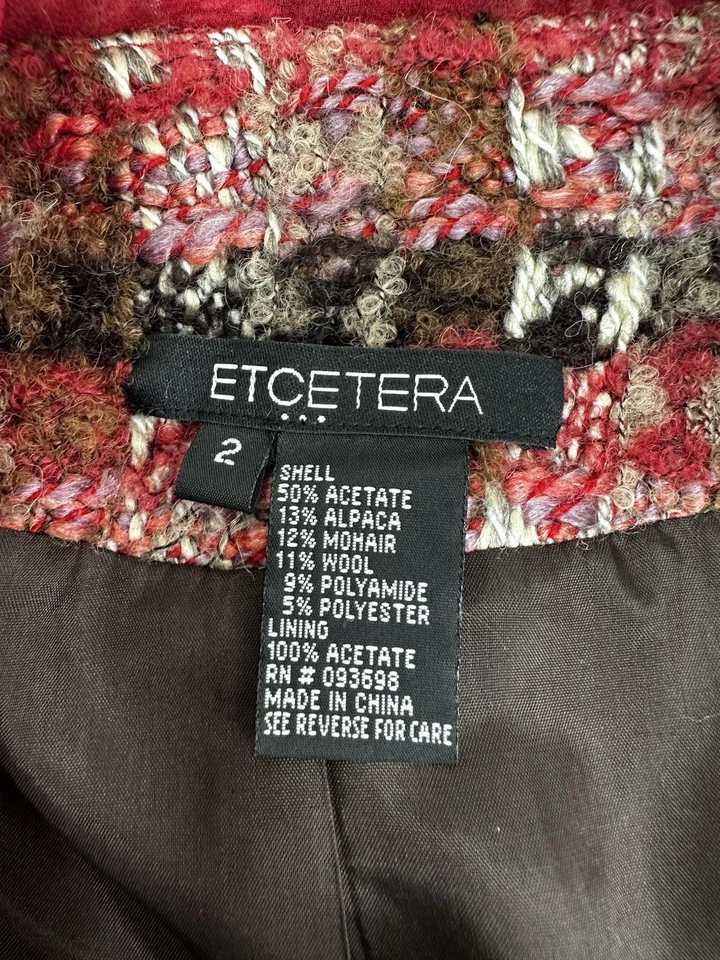 ETCETERA
2
SHELL
50% ACETATE
13% ALPACA
12% MOHAIR
11% WOOL
9% POLYAMIDE
5% POLYESTER
LINING
100% ACETATE
RN # 093698
MADE IN CHINA
SEE REVERSE FOR CARE